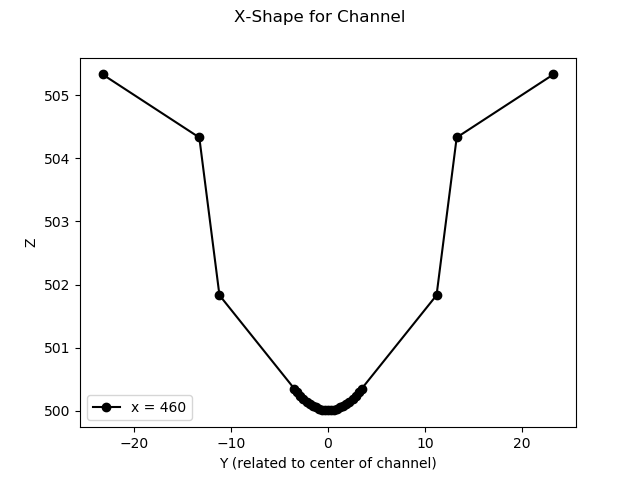 X-Shape for Channel
505
504
503
502
501
500
Z
x = 460
−20
−10
0
10
20
Y (related to center of channel)